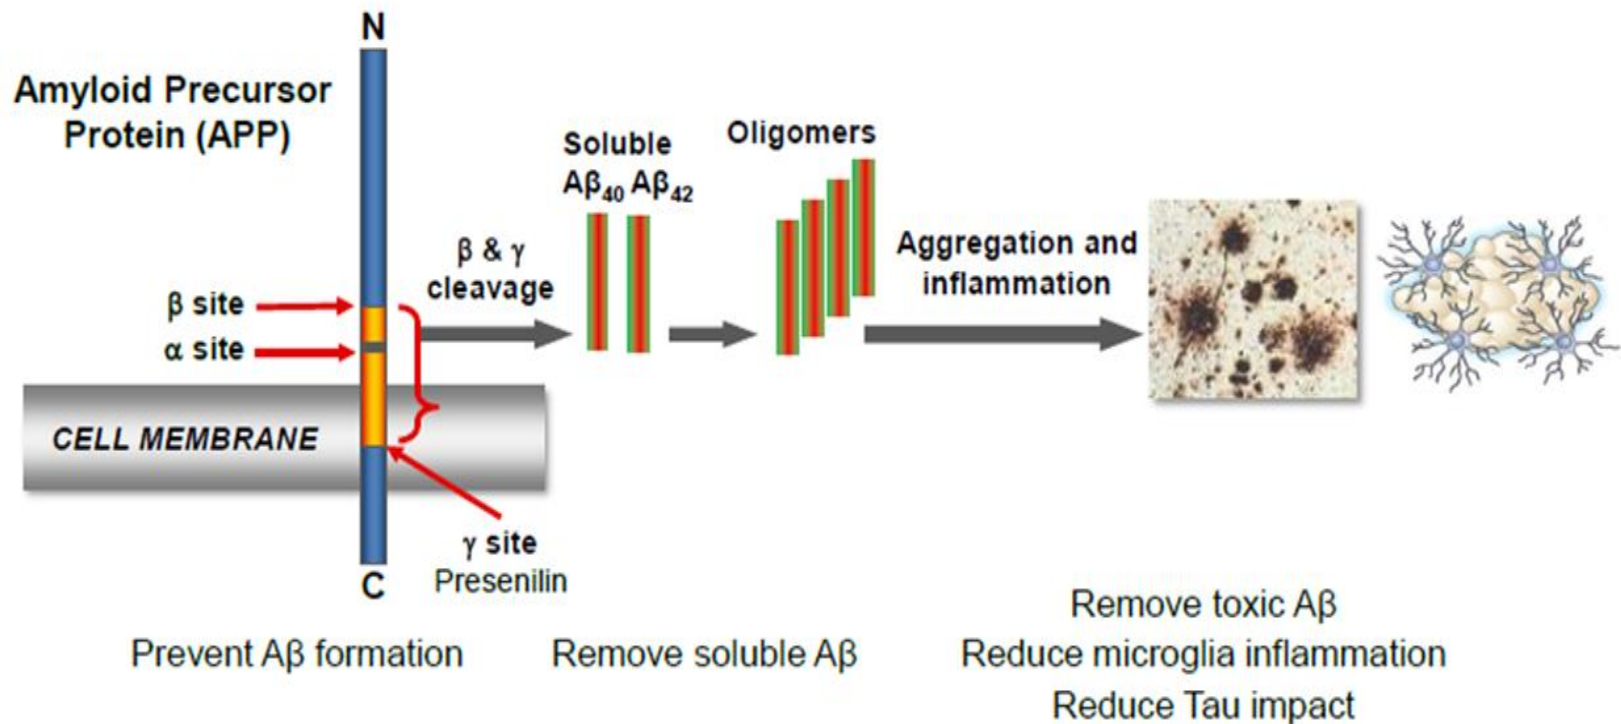 N
Amyloid Precursor
Protein (APP)
Soluble
Aβ40 Aβ42
Oligomers
β & γ
cleavage
Aggregation and
inflammation
β site
α site
CELL MEMBRANE
γ site
Presenilin
C
Prevent Aβ formation
Remove soluble Aβ
Remove toxic Aβ
Reduce microglia inflammation
Reduce Tau impact